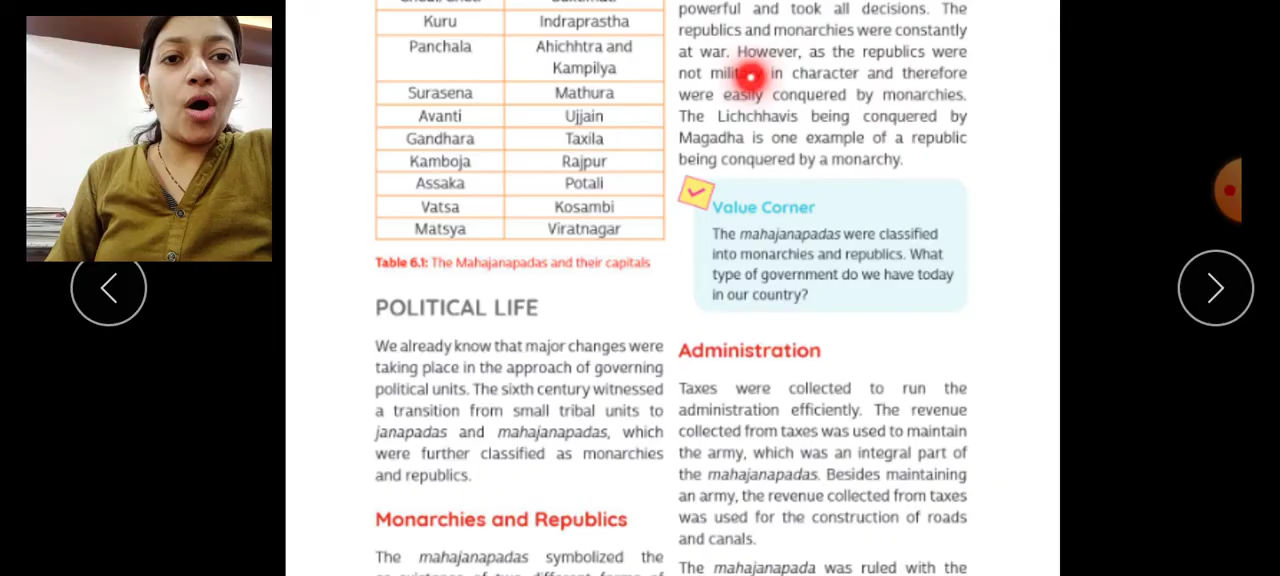 Kuru Indraprastha
Panchala Ahichhtra and
Kampilya
Surasena Mathura
Avanti Ujjain
Gandhara Taxila
Kamboja Rajpur
Assaka Potali
Vatsa Kosambi
Matsya Viratnagar
Table 6.1: The Mahajanapadas and their capitals
POLITICAL LIFE
We already know that major changes were
taking place in the approach of governing
political units. The sixth century witnessed
a transition from small tribal units to
janapadas and mahajanapadas, which
were further classified as monarchies
and republics.
Monarchies and Republics
The mahajanapadas symbolized the
powerful and took all decisions. The
republics and monarchies were constantly
at war. However, as the republics were
not in character and therefore
were easily conquered by monarchies.
The Lichchhavis being conquered by
Magadha is one example of a republic
being conquered by a monarchy.
Value Corner
The mahajanapadas were classified
into monarchies and republics. What
type of government do we have today
in our country?
Administration
Taxes were collected to run the
administration efficiently. The revenue
collected from taxes was used to maintain
the army, which was an integral part of
the mahajanapadas. Besides maintaining
an army, the revenue collected from taxes
was used for the construction of roads
and canals.
The mahajanapada was ruled with the